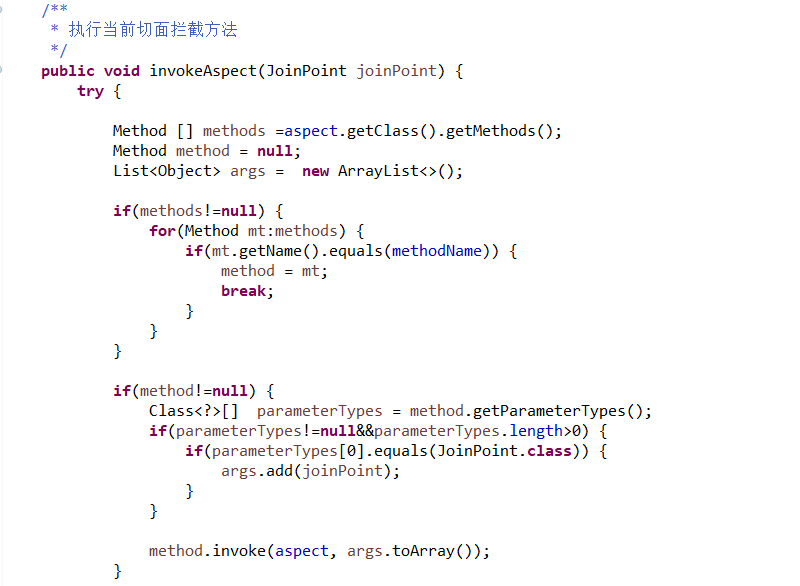 /**
 * 执行当前切面拦截方法
 */
public void invokeAspect(JoinPoint joinPoint) {
    try {
        Method [] methods =aspect.getClass().getMethods();
        Method method = null;
        List<Object> args =  new ArrayList<>();
        if(methods!=null) {
            for(Method mt:methods) {
                if(mt.getName().equals(methodName)) {
                    method = mt;
                    break;
                }
            }
        }
        if(method!=null) {
            Class<?>[]  parameterTypes = method.getParameterTypes();
            if(parameterTypes!=null&&parameterTypes.length>0) {
                if(parameterTypes[0].equals(JoinPoint.class)) {
                    args.add(joinPoint);
                }
            }
            method.invoke(aspect, args.toArray());
        }